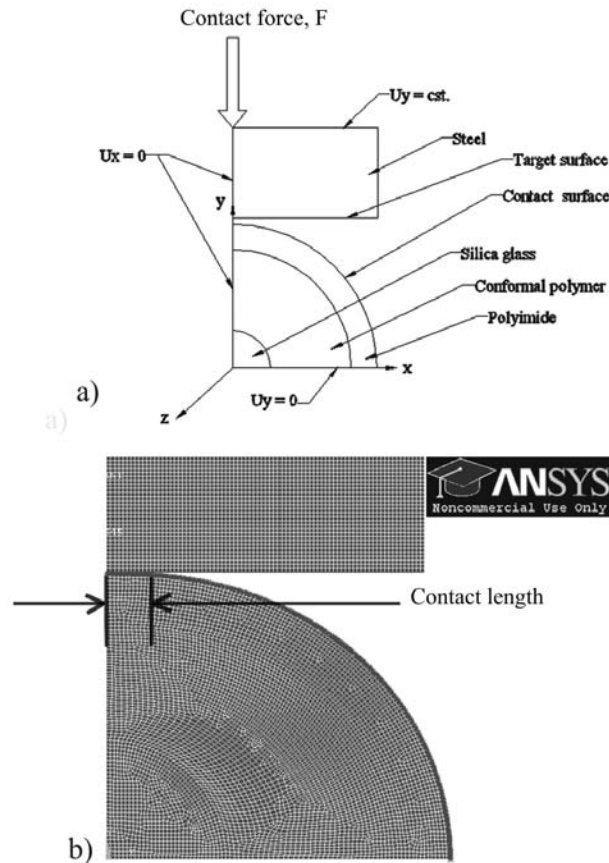 Contact force, F
Uy = cst.
Steel
Ux = 0
Target surface
y
Contact surface
Silica glass
Conformal polymer
Polyimide
x
a)
a)
Uy = 0
z
ANSYS
Noncommercial Use Only
Contact length
b)